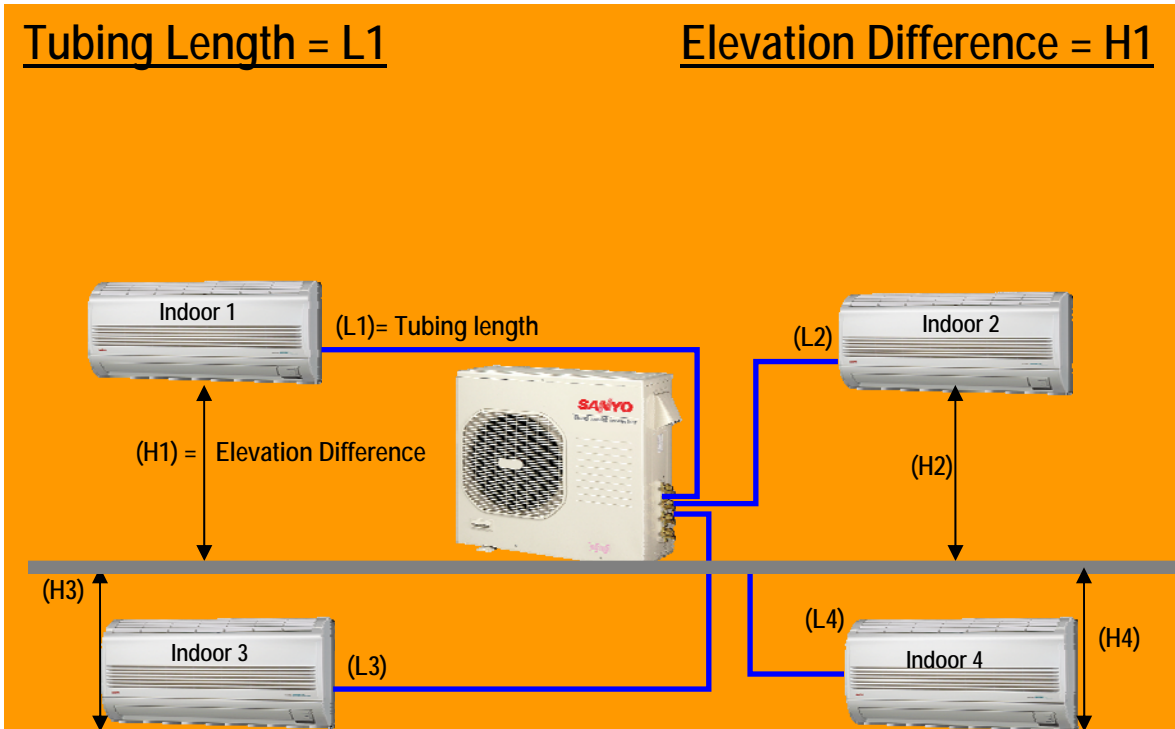 Tubing Length = L1
Elevation Difference = H1
Indoor 1
(L1)= Tubing length
(L2)
Indoor 2
SANYO
(H1) = Elevation Difference
(H2)
(H3)
(L4)
(H4)
Indoor 3
(L3)
Indoor 4